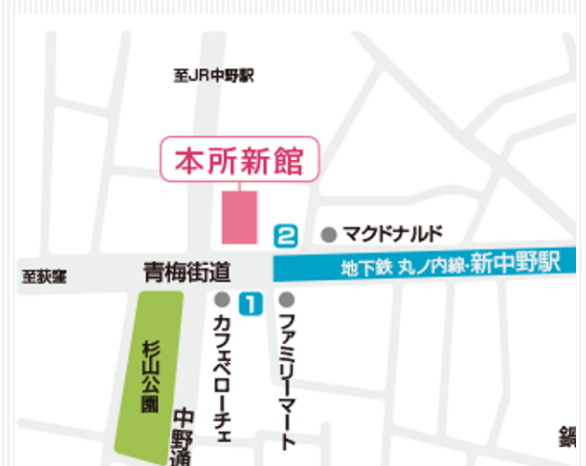 至JR中野駅
本所新館
2
マクドナルド
地下鉄 丸ノ内線・新中野駅
至荻窪
青梅街道
1
カフェベローチェ
ファミリーマート
杉山公園
中野通
鍋